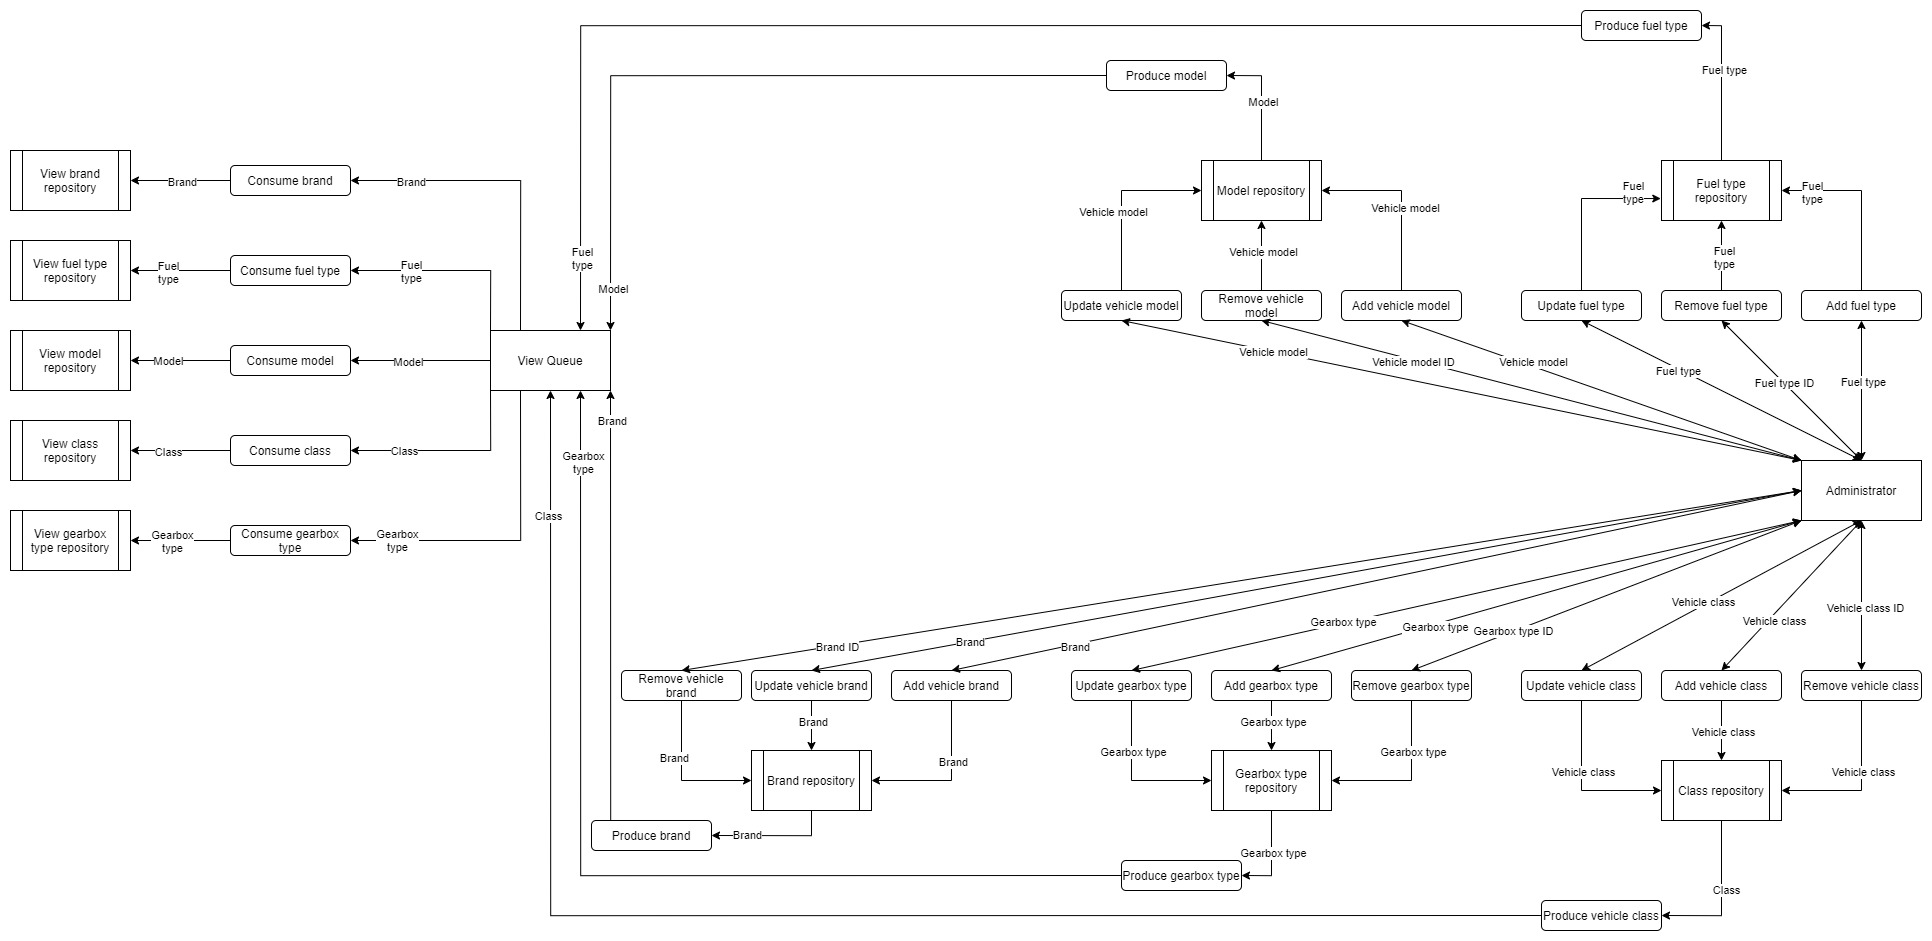 Produce fuel type
Fuel type
Produce model
Model
View brand
repository
Brand
Consume brand
Brand
Model repository
Fuel type
repository
Fuel
type
Fuel
type
Vehicle model
Vehicle model
Vehicle model
Fuel
type
View fuel type
repository
Fuel
type
Consume fuel type
Fuel
type
Fuel
type
Model
Update vehicle model
Remove vehicle
model
Add vehicle model
Update fuel type
Remove fuel type
Add fuel type
View model
repository
Model
Consume model
Model
View Queue
Vehicle model
Vehicle model ID
Vehicle model
Fuel type
Fuel type ID
Fuel type
View class
repository
Class
Consume class
Class
Brand
Gearbox
type
Class
Administrator
View gearbox
type repository
Gearbox
type
Consume gearbox
type
Gearbox
type
Brand ID
Brand
Brand
Gearbox type
Gearbox type
Gearbox type ID
Vehicle class
Vehicle class
Vehicle class ID
Remove vehicle
brand
Update vehicle brand
Add vehicle brand
Update gearbox type
Add gearbox type
Remove gearbox type
Update vehicle class
Add vehicle class
Remove vehicle class
Brand
Brand
Brand
Gearbox type
Gearbox type
Gearbox type
Vehicle class
Vehicle class
Vehicle class
Brand repository
Gearbox type
repository
Class repository
Produce brand
Brand
Gearbox type
Produce gearbox type
Class
Produce vehicle class